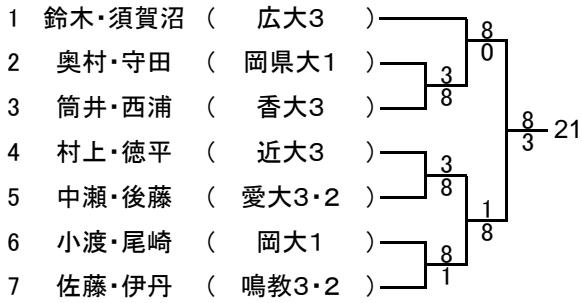 1 鈴木・須賀沼 ( 広大3 )
8
0
2 奥村・守田 ( 岡県大1 )
3
8
3 筒井・西浦 ( 香大3 )
8
3
21
4 村上・徳平 ( 近大3 )
3
8
5 中瀬・後藤 ( 愛大3・2 )
1
8
6 小渡・尾崎 ( 岡大1 )
8
1
7 佐藤・伊丹 ( 鳴教3・2 )